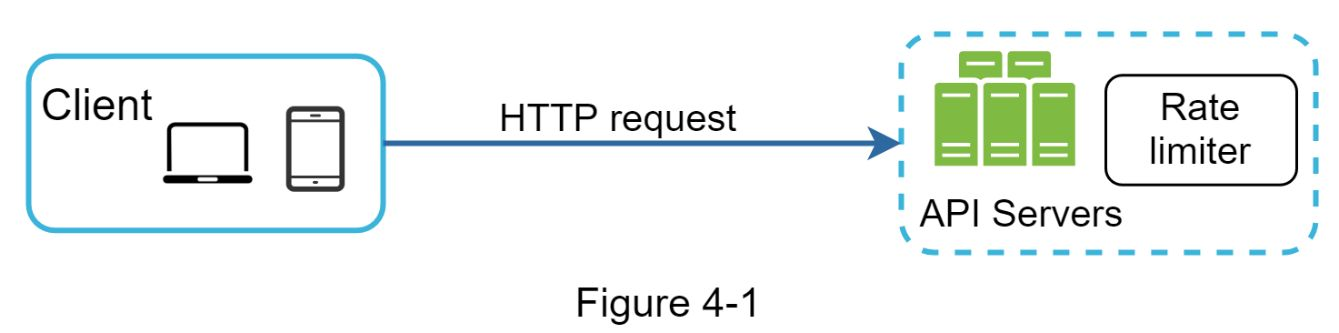 Client
HTTP request
Rate
limiter
API Servers
Figure 4-1